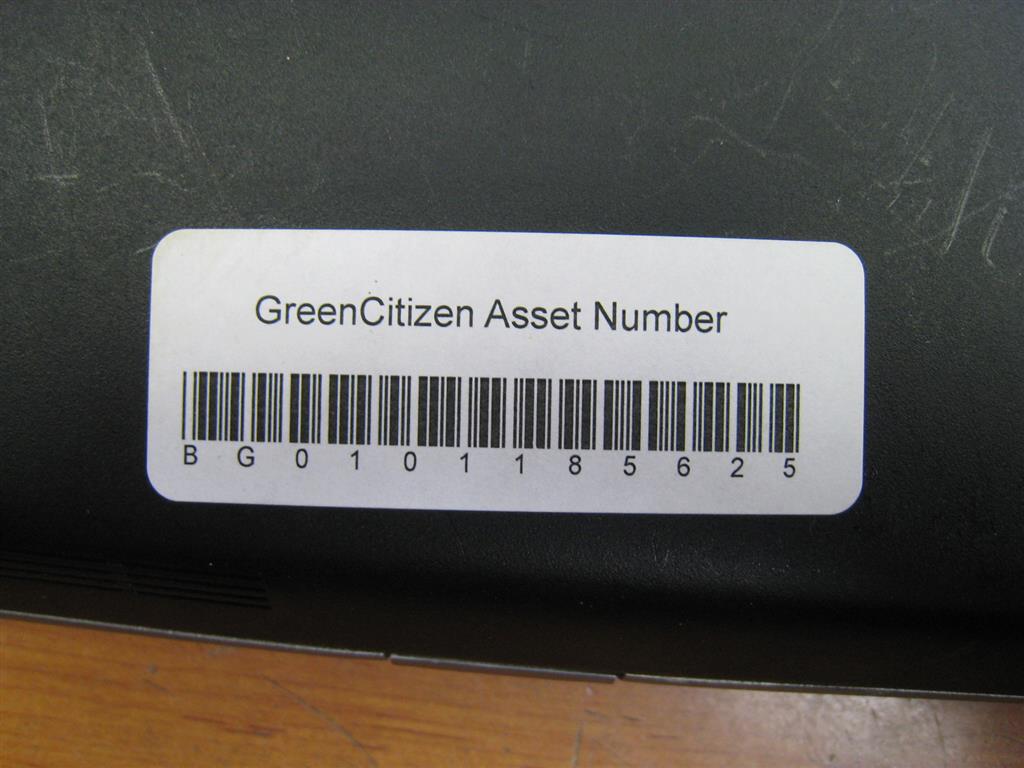 GreenCitizen Asset Number
B G 0 1 0 1 1 8 5 6 2 5